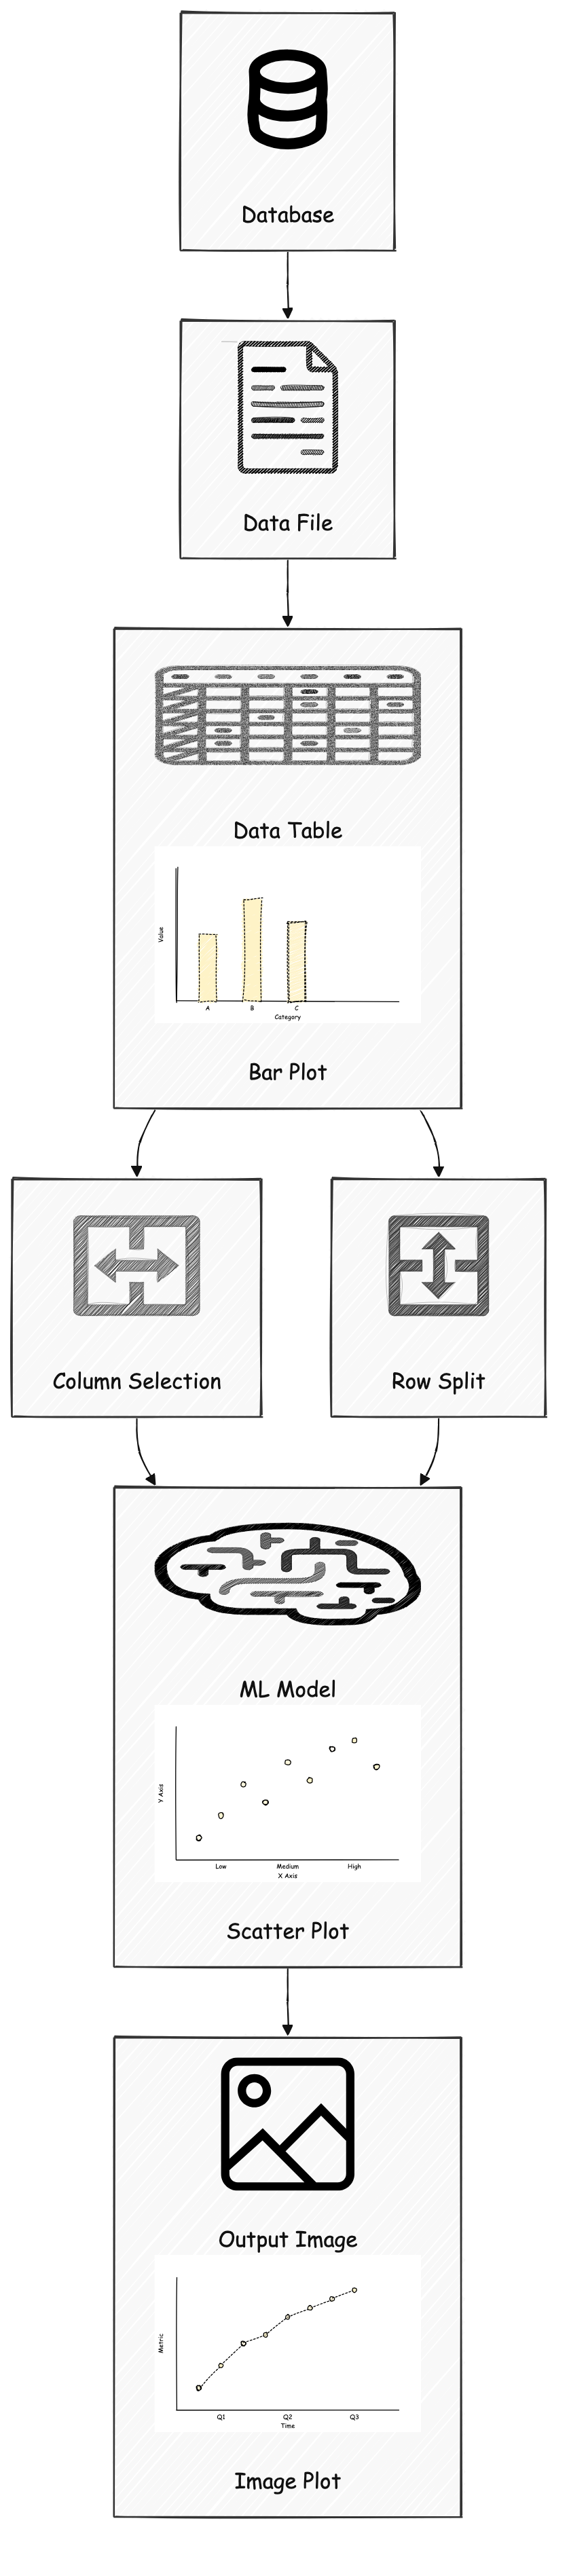 Database
Data File
Data Table
Value
A B C
Category
Bar Plot
Column Selection
Row Split
ML Model
Y Axis
Low Medium High
X Axis
Scatter Plot
Output Image
Metric
Q1 Q2 Q3
Time
Image Plot